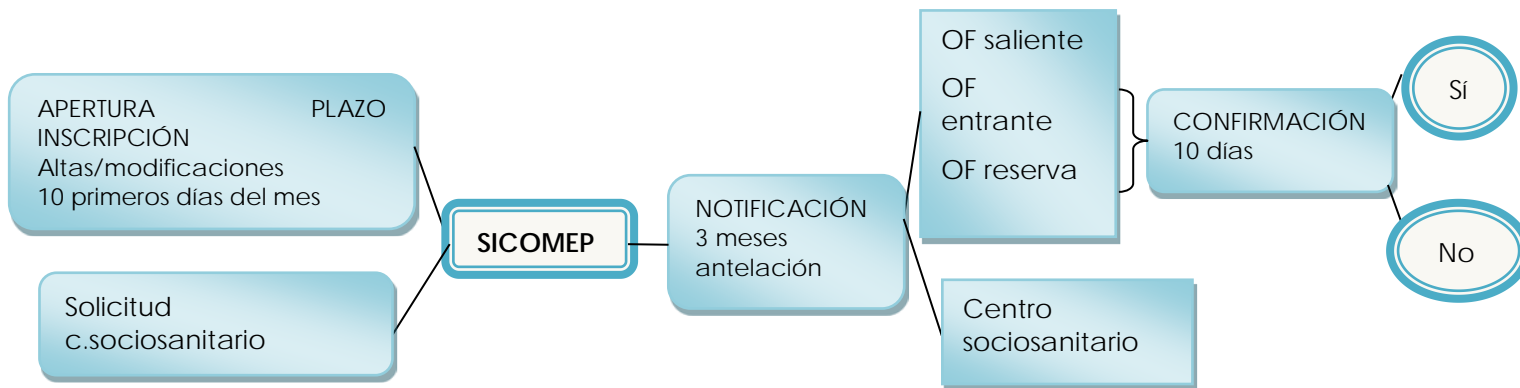 APERTURA PLAZO
INSCRIPCIÓN
Altas/modificaciones
10 primeros días del mes
Solicitud
c.sociosanitario
SICOMEP
NOTIFICACIÓN
3 meses
antelación
OF saliente
OF
entrante
OF reserva
Centro
sociosanitario
CONFIRMACIÓN
10 días
Sí
No